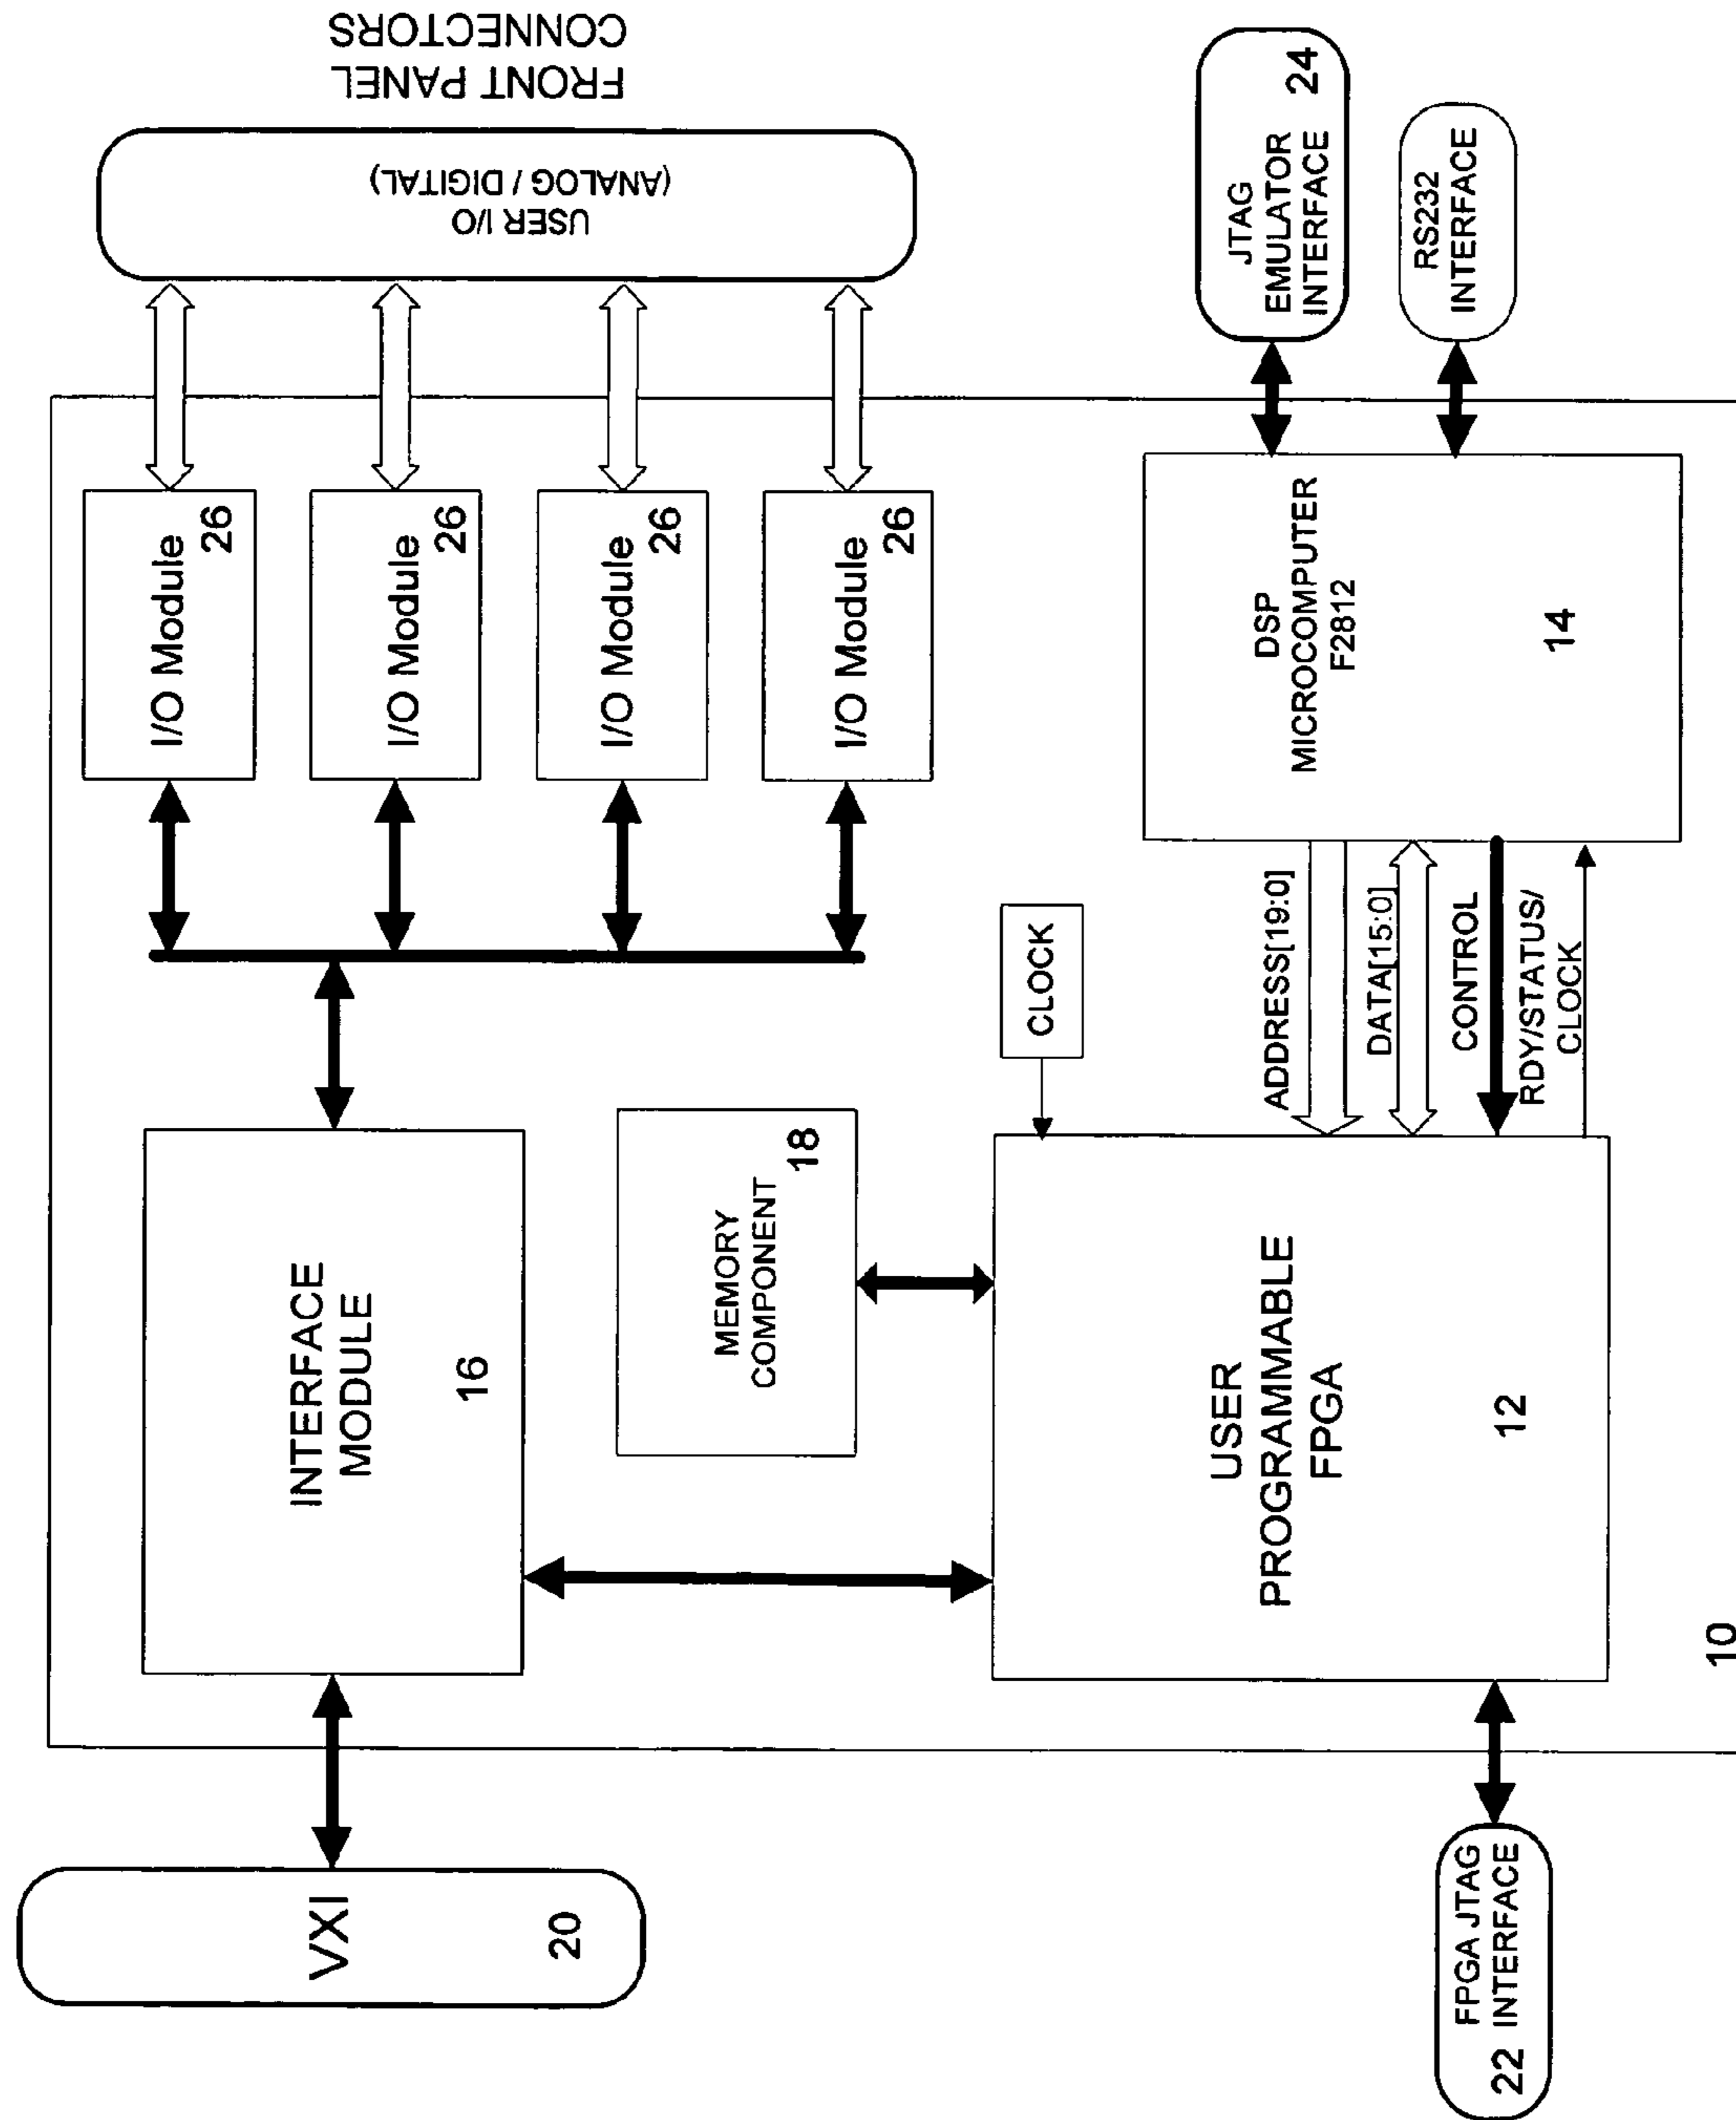 FRONT PANEL
CONNECTORS
USER I/O
(ANALOG / DIGITAL)
VXI
20
INTERFACE
MODULE
16
I/O Module
26
I/O Module
26
I/O Module
26
I/O Module
26
MEMORY
COMPONENT
18
CLOCK
USER
PROGRAMMABLE
FPGA
12
ADDRESS[19:0]
DATA[15:0]
CONTROL
RDY/STATUS/
CLOCK
DSP
MICROCOMPUTER
F2812
14
JTAG
EMULATOR
INTERFACE
24
RS232
INTERFACE
FPGA JTAG
22 INTERFACE
10